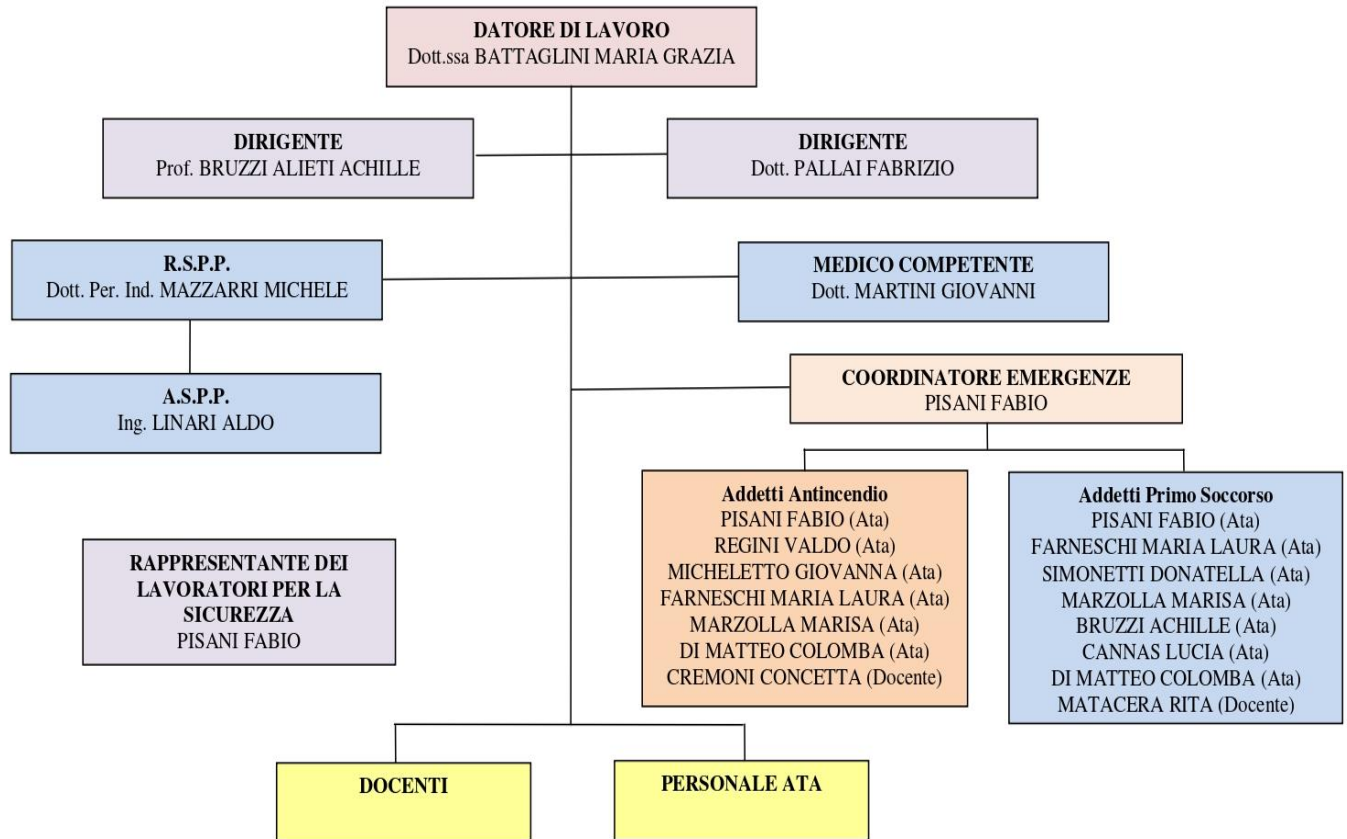 DATORE DI LAVORO
Dott.ssa BATTAGLINI MARIA GRAZIA
DIRIGENTE
Prof. BRUZZI ALIETI ACHILLE
DIRIGENTE
Dott. PALLAI FABRIZIO
R.S.P.P.
Dott. Per. Ind. MAZZARRI MICHELE
MEDICO COMPETENTE
Dott. MARTINI GIOVANNI
A.S.P.P.
Ing. LINARI ALDO
COORDINATORE EMERGENZE
PISANI FABIO
RAPPRESENTANTE DEI
LAVORATORI PER LA
SICUREZZA
PISANI FABIO
Addetti Antincendio
PISANI FABIO (Ata)
REGINI VALDO (Ata)
MICHELETTO GIOVANNA (Ata)
FARNESCHI MARIA LAURA (Ata)
MARZOLLA MARISA (Ata)
DI MATTEO COLOMBA (Ata)
CREMONI CONCETTA (Docente)
Addetti Primo Soccorso
PISANI FABIO (Ata)
FARNESCHI MARIA LAURA (Ata)
SIMONETTI DONATELLA (Ata)
MARZOLLA MARISA (Ata)
BRUZZI ACHILLE (Ata)
CANNAS LUCIA (Ata)
DI MATTEO COLOMBA (Ata)
MATACERA RITA (Docente)
DOCENTI
PERSONALE ATA